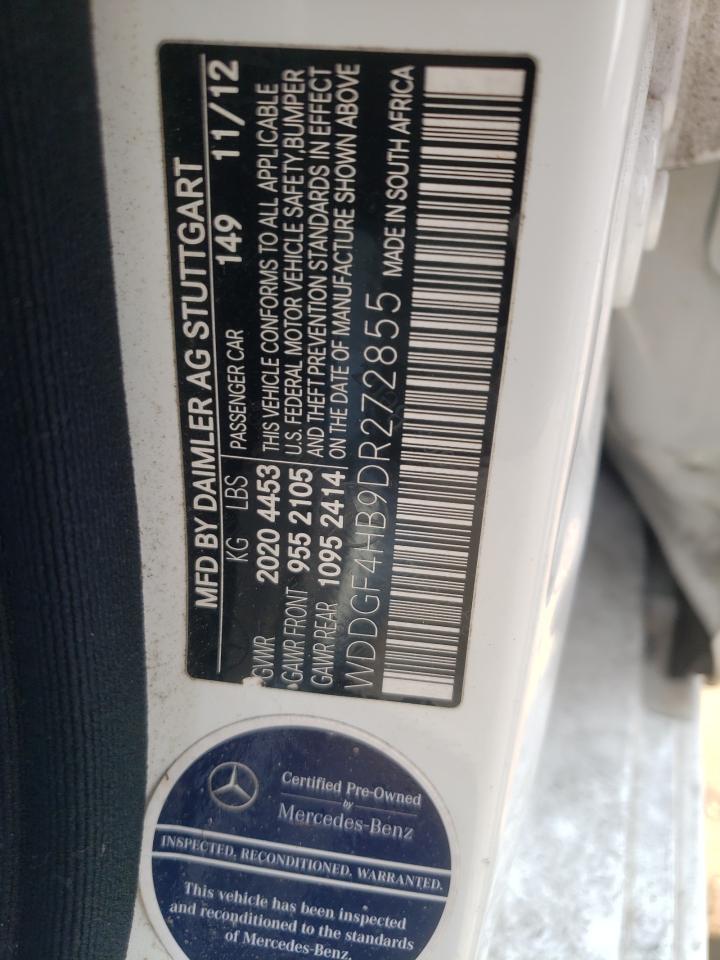 MFD BY DAIMLER AG STUTTGART
149 11/12
KG LBS PASSENGER CAR
GVWR 2020 4453
GAWR FRONT 955 2105
GAWR REAR 1095 2414
THIS VEHICLE CONFORMS TO ALL APPLICABLE
U.S. FEDERAL MOTOR VEHICLE SAFETY,BUMPER
AND THEFT PREVENTION STANDARDS IN EFFECT
ON THE DATE OF MANUFACTURE SHOWN ABOVE
WDDGF4HB9DR272855 MADE IN SOUTH AFRICA
Certified Pre-Owned
by
Mercedes-Benz
INSPECTED. RECONDITIONED. WARRANTED.
This vehicle has been inspected
and reconditioned to the standards
of Mercedes-Benz.